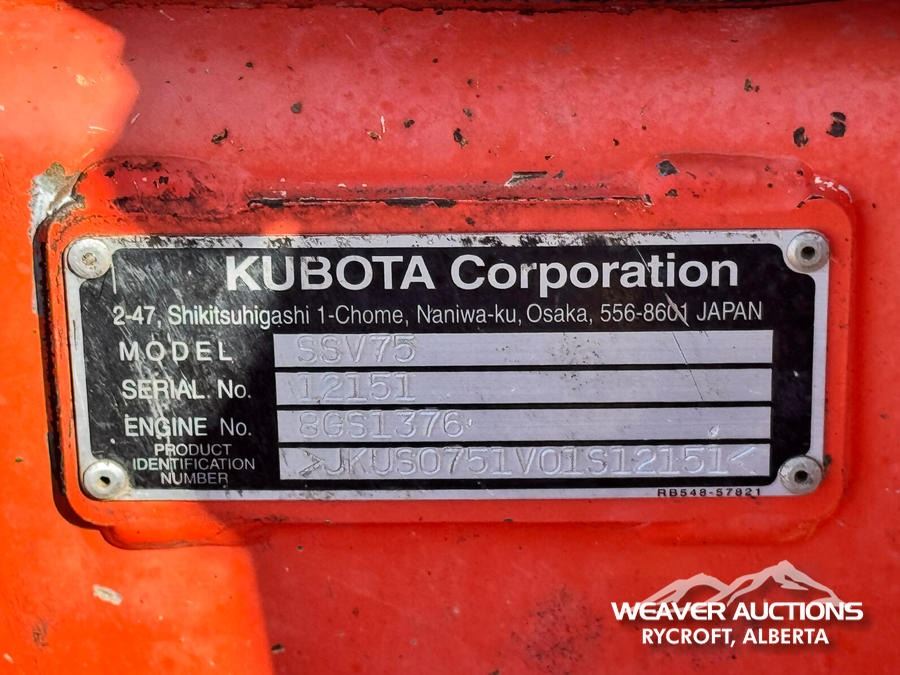 KUBOTA Corporation
2-47, Shikitsuhigashi 1-Chome, Naniwa-ku, Osaka, 556-8601 JAPAN
MODEL SSV75
SERIAL No. 12151
ENGINE No. 8GS1376
PRODUCT IDENTIFICATION NUMBER >JKUS0751V01S12151<
RB548-57821
WEAVER AUCTIONS
RYCROFT, ALBERTA